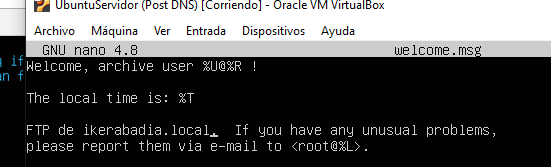 UbuntuServidor (Post DNS) [Corriendo] - Oracle VM VirtualBox
Archivo Máquina Ver Entrada Dispositivos Ayuda
GNU nano 4.8 welcome.msg
Welcome, archive user %U@%R !
The local time is: %T
FTP de ikerabadia.local.  If you have any unusual problems,
please report them via e-mail to <root@%L>.